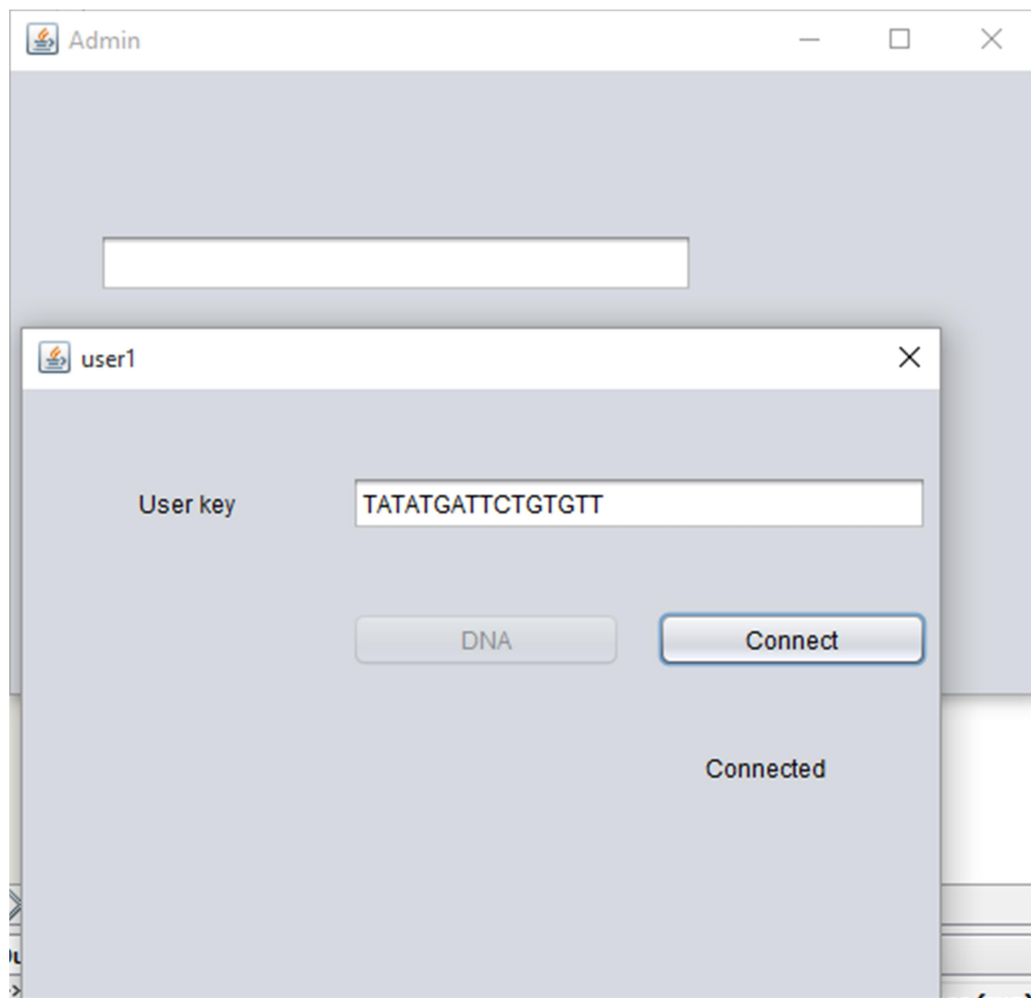 Admin
user1
User key
TATATGATTCTGTGTT
DNA
Connect
Connected